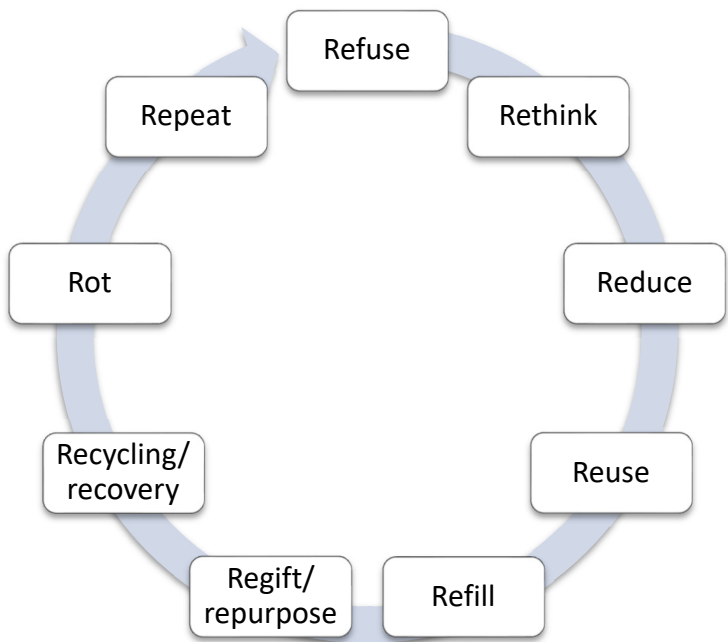 Refuse
Rethink
Reduce
Reuse
Refill
Regift/
repurpose
Recycling/
recovery
Rot
Repeat